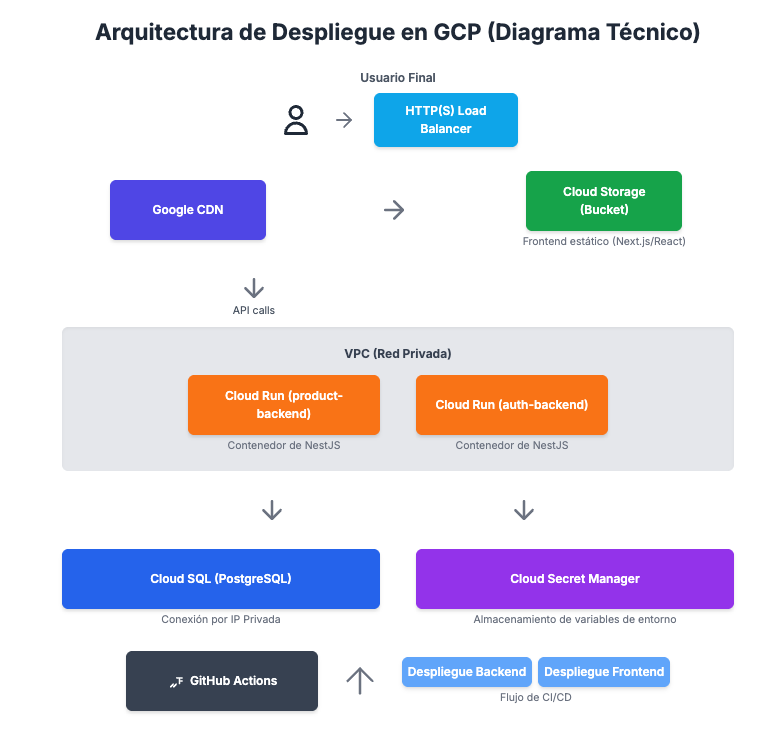 Arquitectura de Despliegue en GCP (Diagrama Técnico)
Usuario Final
HTTP(S) Load
Balancer
Google CDN
Cloud Storage
(Bucket)
Frontend estático (Next.js/React)
API calls
VPC (Red Privada)
Cloud Run (product-
backend)
Contenedor de NestJS
Cloud Run (auth-backend)
Contenedor de NestJS
Cloud SQL (PostgreSQL)
Conexión por IP Privada
Cloud Secret Manager
Almacenamiento de variables de entorno
GitHub Actions
Despliegue Backend
Despliegue Frontend
Flujo de CI/CD